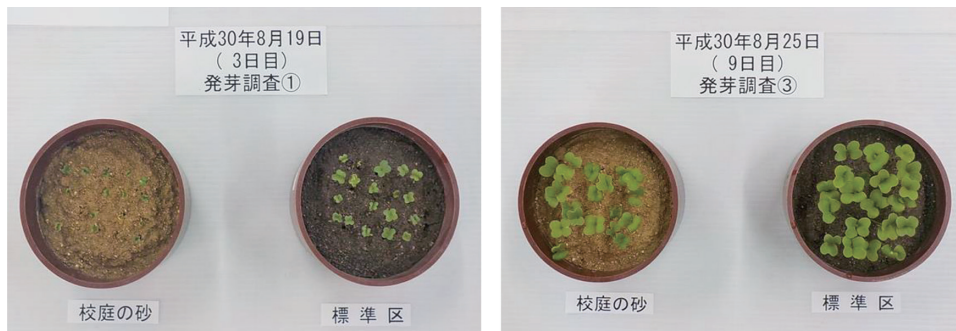 平成30年8月19日
( 3日目)
発芽調査①
校庭の砂
標 準 区
平成30年8月25日
( 9日目)
発芽調査③
校庭の砂
標 準 区